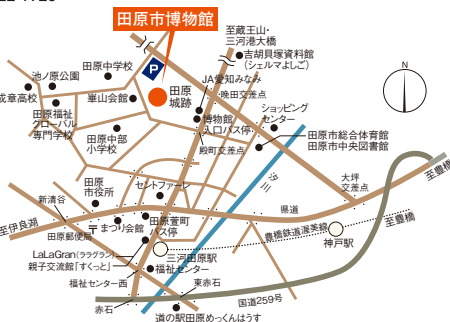 田原市博物館
至蔵王山・
三河港大橋
吉胡貝塚資料館
(シェルマよしご)
N
P
田原中学校
池ノ原公園
成章高校
崋山会館
田原
城跡
JA愛知みなみ
晩田交差点
ショッピング
センター
田原福祉
グローバル
専門学校
田原中部
小学校
博物館
入口バス停
殿町交差点
田原市総合体育館
田原市中央図書館
汐川
大坪
交差点
至豊橋
田原
市役所
セントファーレ
新清谷
至伊良湖
県道
豊橋鉄道渥美線
至豊橋
神戸駅
田原郵便局
まつり会館
田原萱町
バス停
三河田原駅
LaLaGran(ララグラン)
親子交流館「すくっと」
福祉センター
福祉センター西
東赤石
赤石
国道259号
道の駅田原めっくんはうす